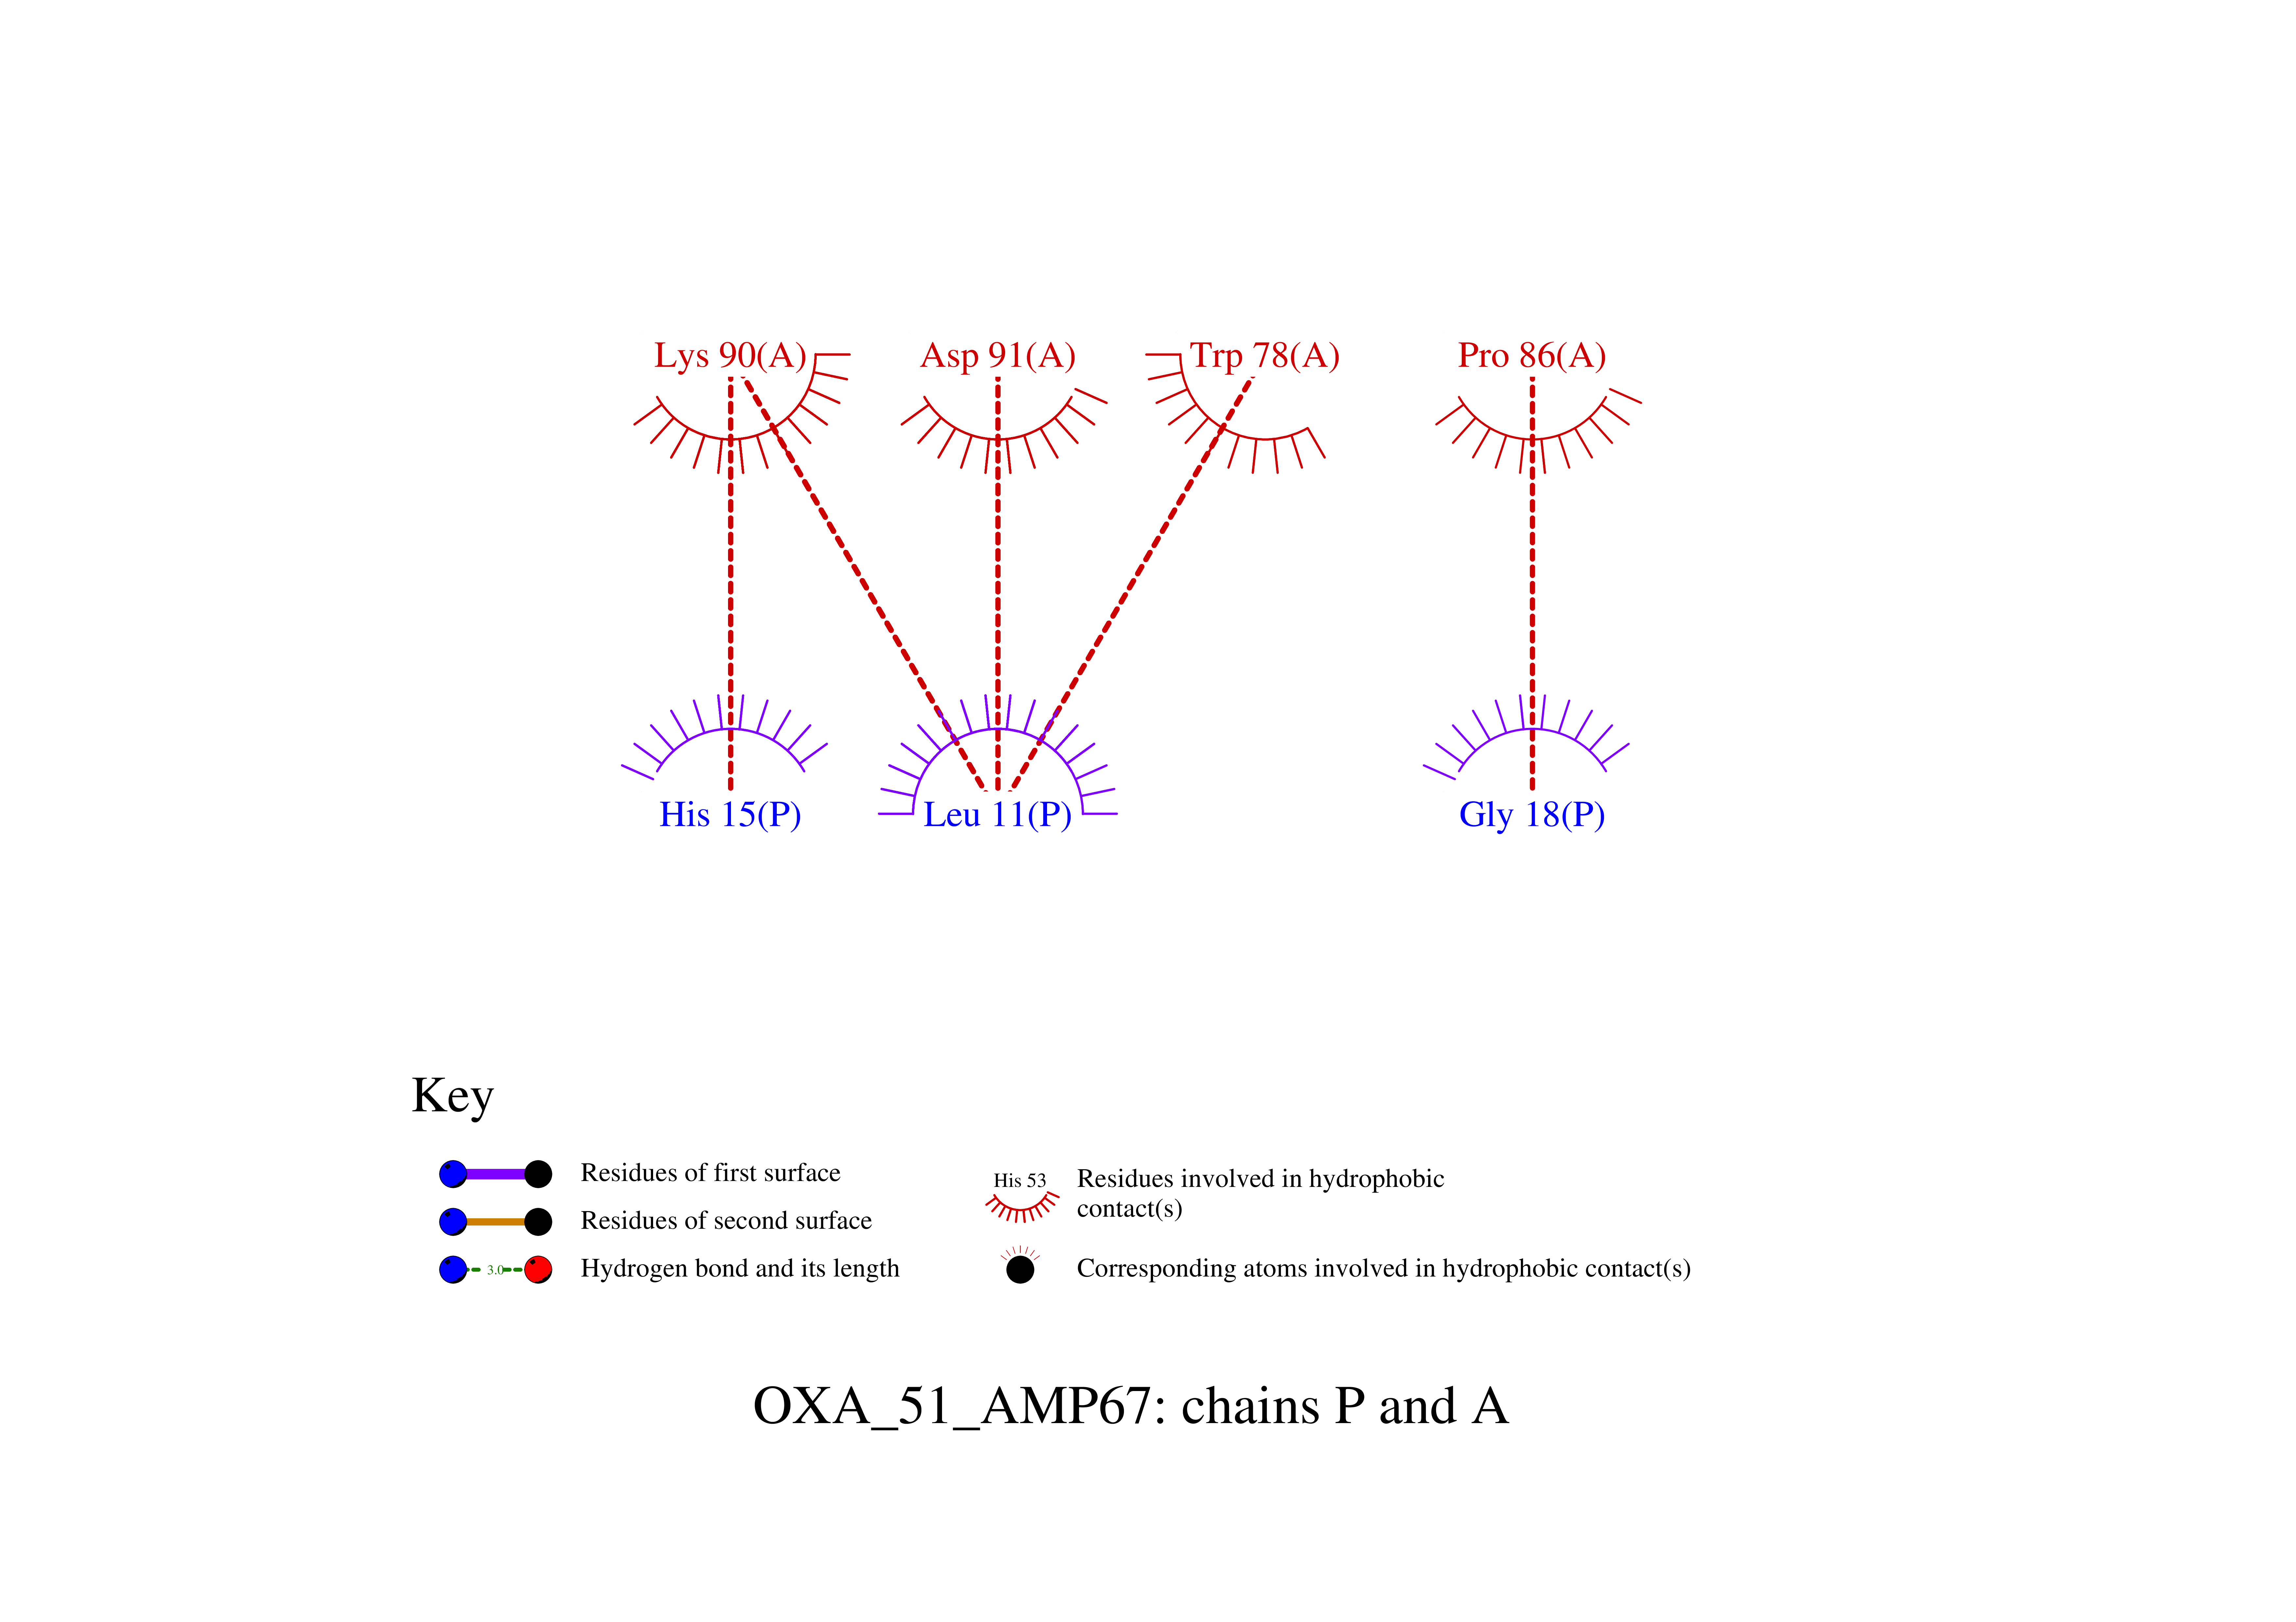 Lys 90(A) Asp 91(A) Trp 78(A) Pro 86(A)
His 15(P) Leu 11(P) Gly 18(P)
Key
Residues of first surface
Residues of second surface
3.0 Hydrogen bond and its length
His 53 Residues involved in hydrophobic
contact(s)
Corresponding atoms involved in hydrophobic contact(s)
OXA_51_AMP67: chains P and A